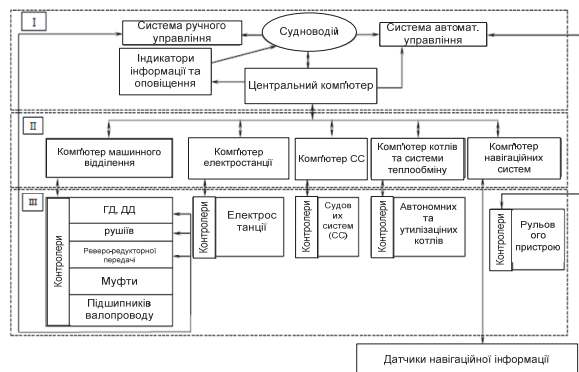 I
Система ручного
управління
Судноводій
Система автомат.
управління
Індикатори
інформації та
оповіщення
Центральний комп'ютер
II
Комп'ютер машинного
відділення
Комп'ютер
електростанції
Комп'ютер СС
Комп'ютер котлів
та системи
теплообміну
Комп'ютер
навігаційних
систем
III
Контролери
ГД, ДД
рушіїв
Реверо-редукторної
передачі
Муфти
Підшипників
валопроводу
Контролери
Електрос
танції
Контролери
Судов
их
систем
(СС)
Контролери
Автономних
та
утилізаціних
котлів
Контролери
Рульов
ого
пристрою
Датчики навігаційної інформації